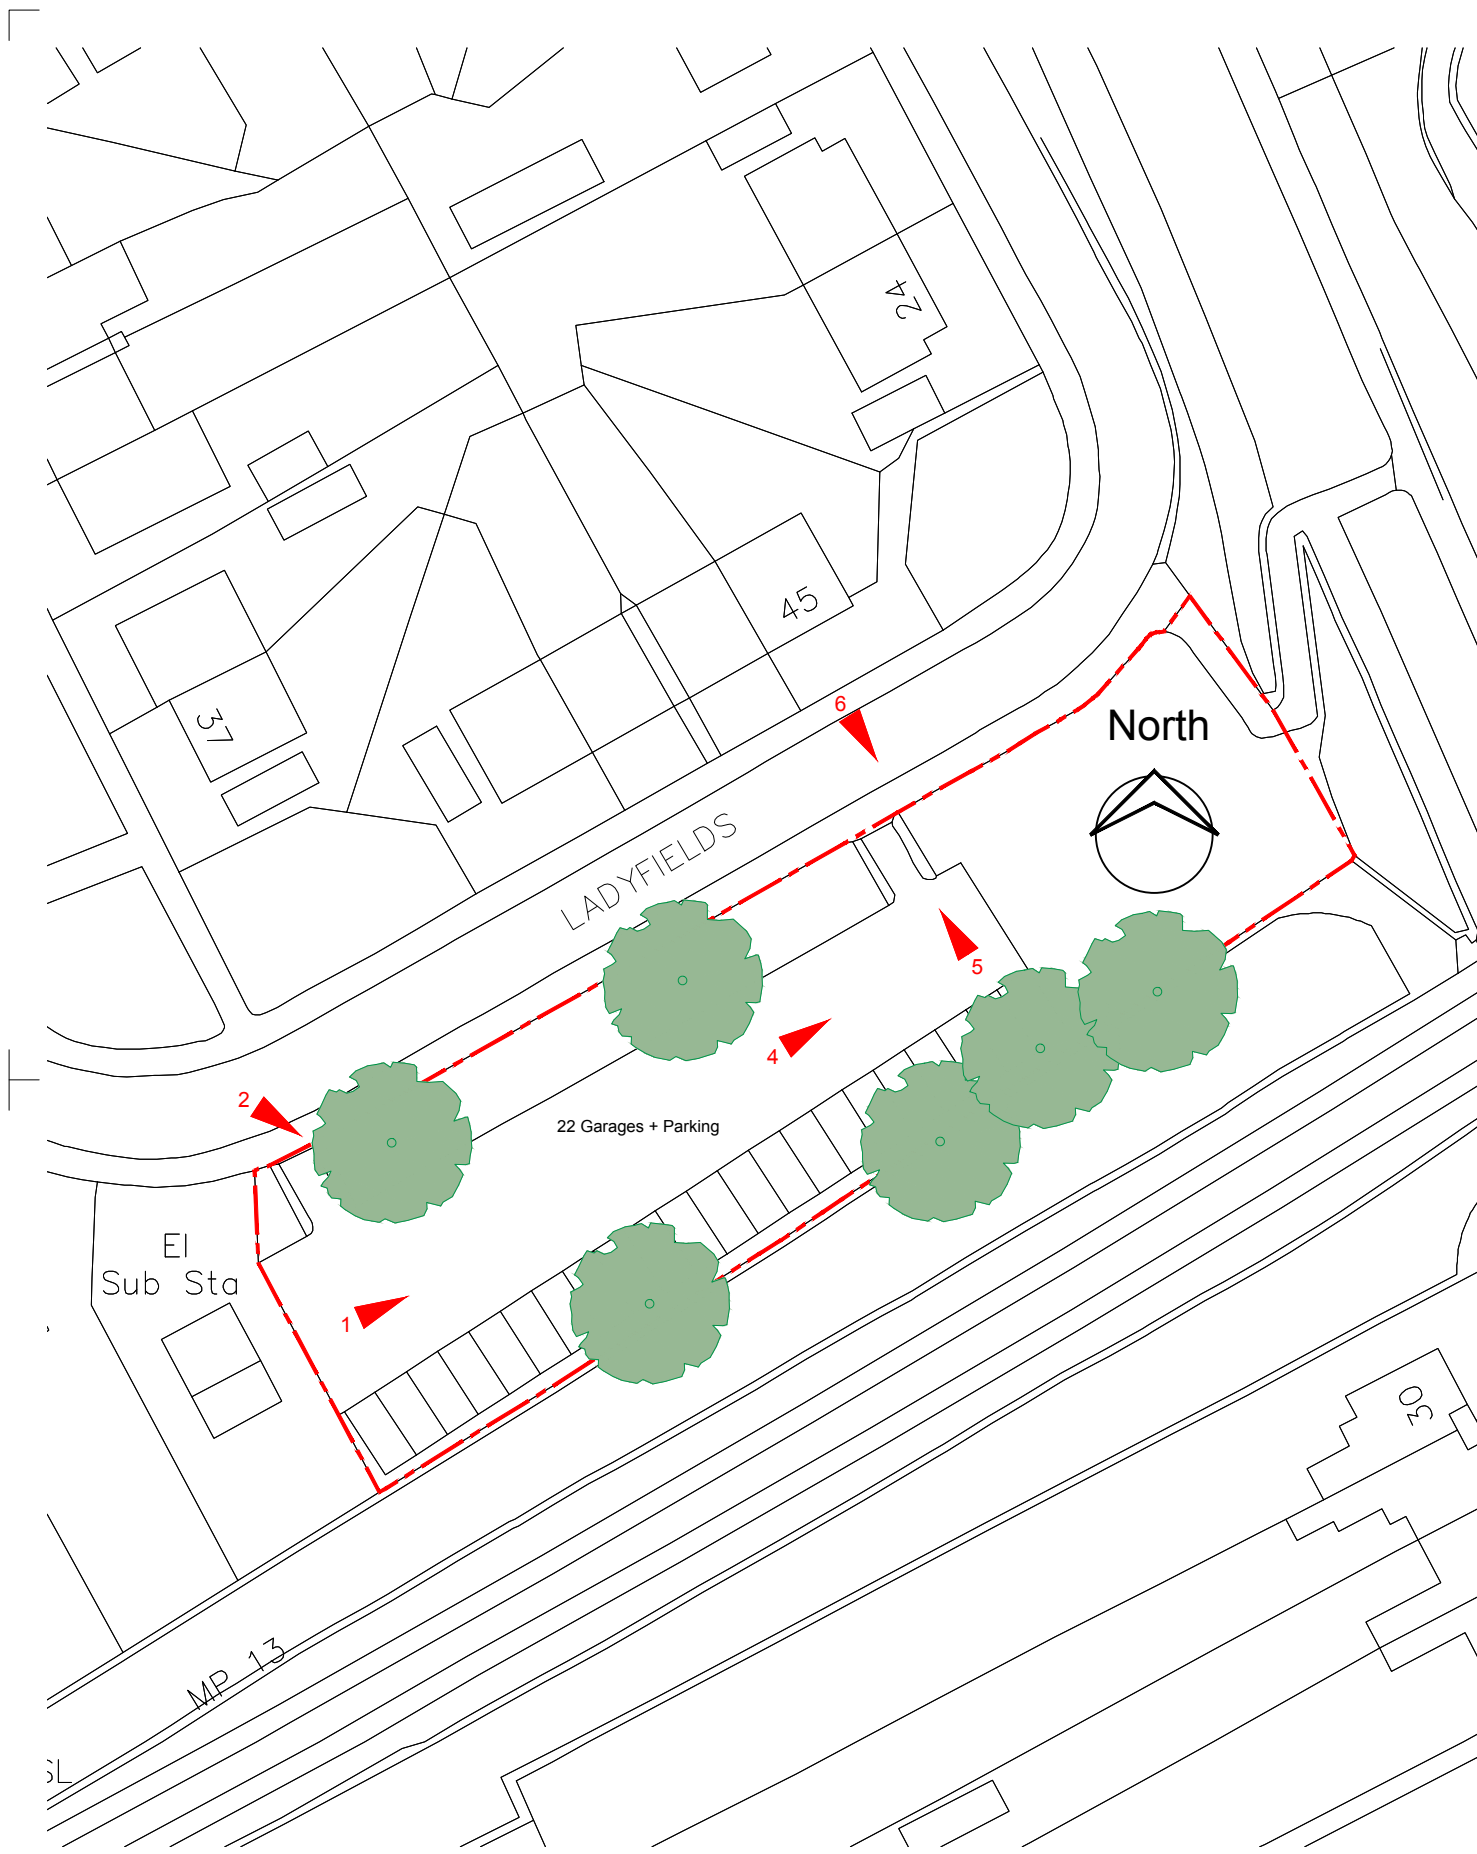 24
45
37
6
North
LADYFIELDS
5
4
2
22 Garages + Parking
El
Sub Sta
1
30
MP 13
SL